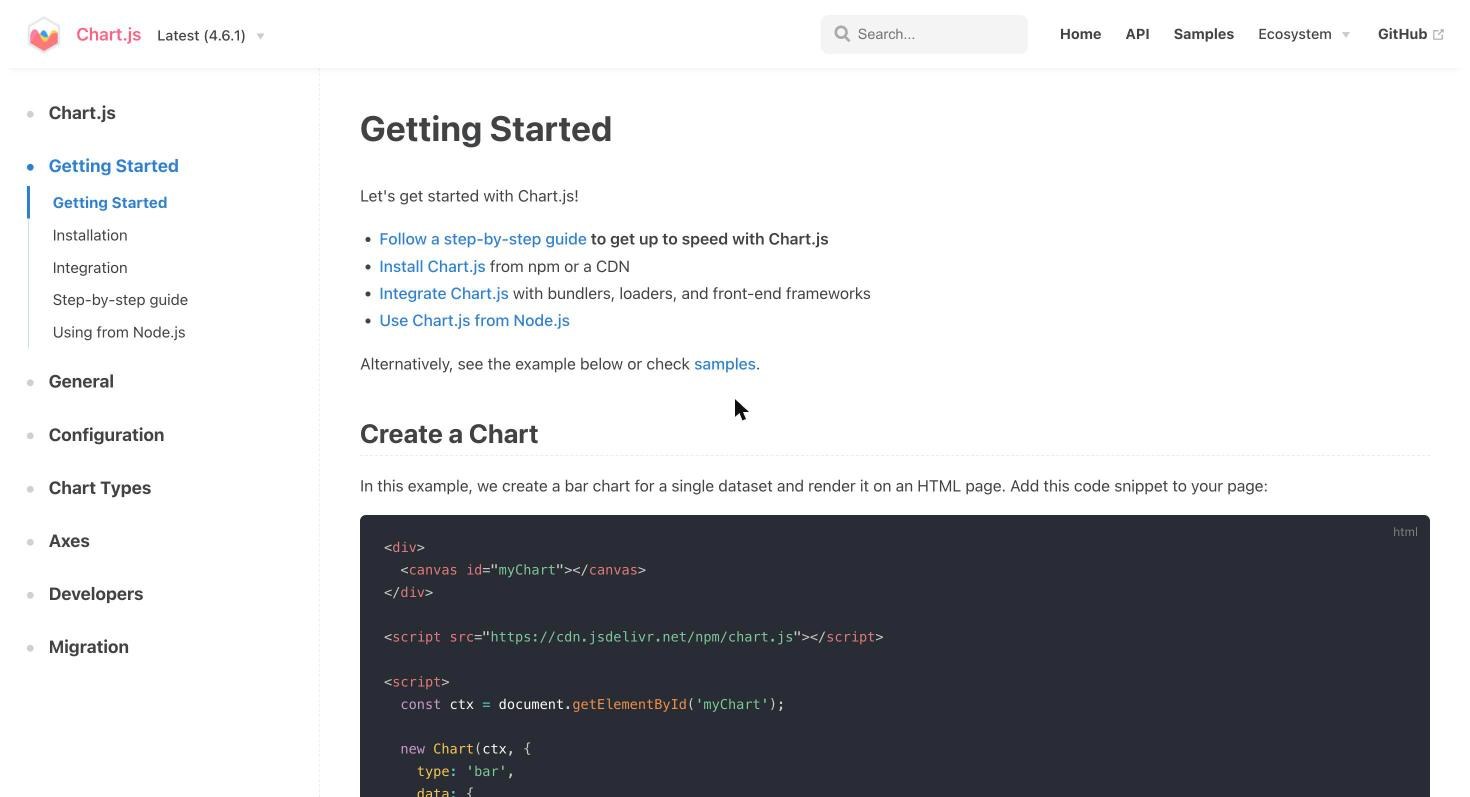 Chart.js Latest (4.6.1) Search... Home API Samples Ecosystem GitHub
Chart.js
Getting Started
Getting Started
Installation
Integration
Step-by-step guide
Using from Node.js
General
Configuration
Chart Types
Axes
Developers
Migration
Getting Started
Let's get started with Chart.js!
• Follow a step-by-step guide to get up to speed with Chart.js
• Install Chart.js from npm or a CDN
• Integrate Chart.js with bundlers, loaders, and front-end frameworks
• Use Chart.js from Node.js
Alternatively, see the example below or check samples.
Create a Chart
In this example, we create a bar chart for a single dataset and render it on an HTML page. Add this code snippet to your page:
html
<div>
  <canvas id="myChart"></canvas>
</div>
<script src="https://cdn.jsdelivr.net/npm/chart.js"></script>
<script>
  const ctx = document.getElementById('myChart');
  new Chart(ctx, {
    type: 'bar',
    data: {